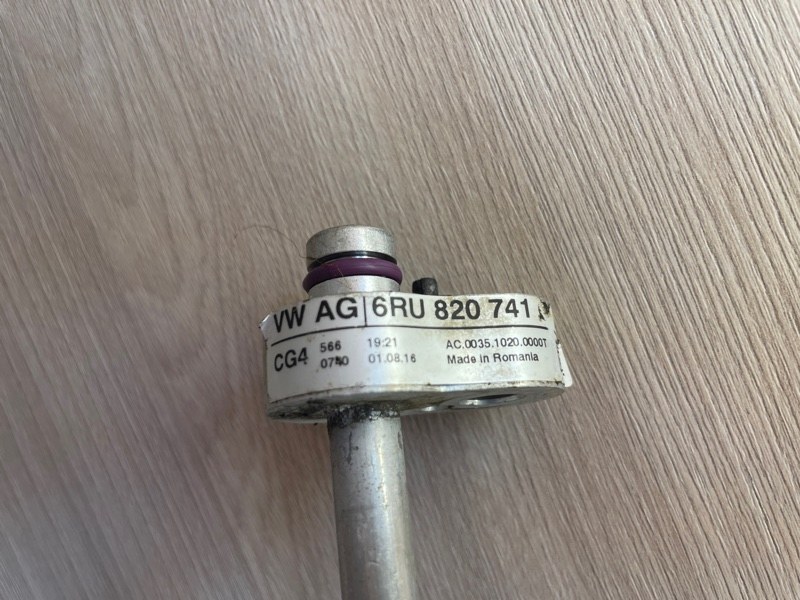 VW AG | 6RU 820 741
CG4 566 19:21 AC.0035.1020.0000T
0740 01.08.16 Made in Romania